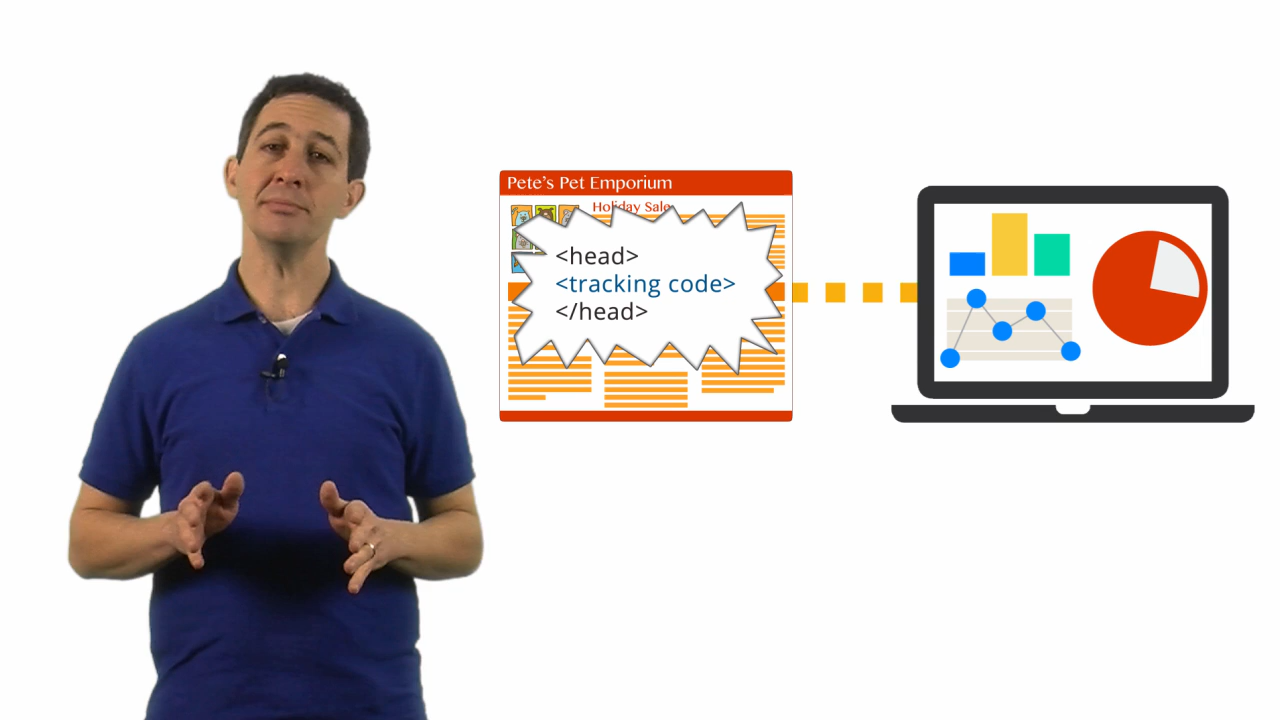 Pete's Pet Emporium
Holiday Sale
<head>
<tracking code>
</head>